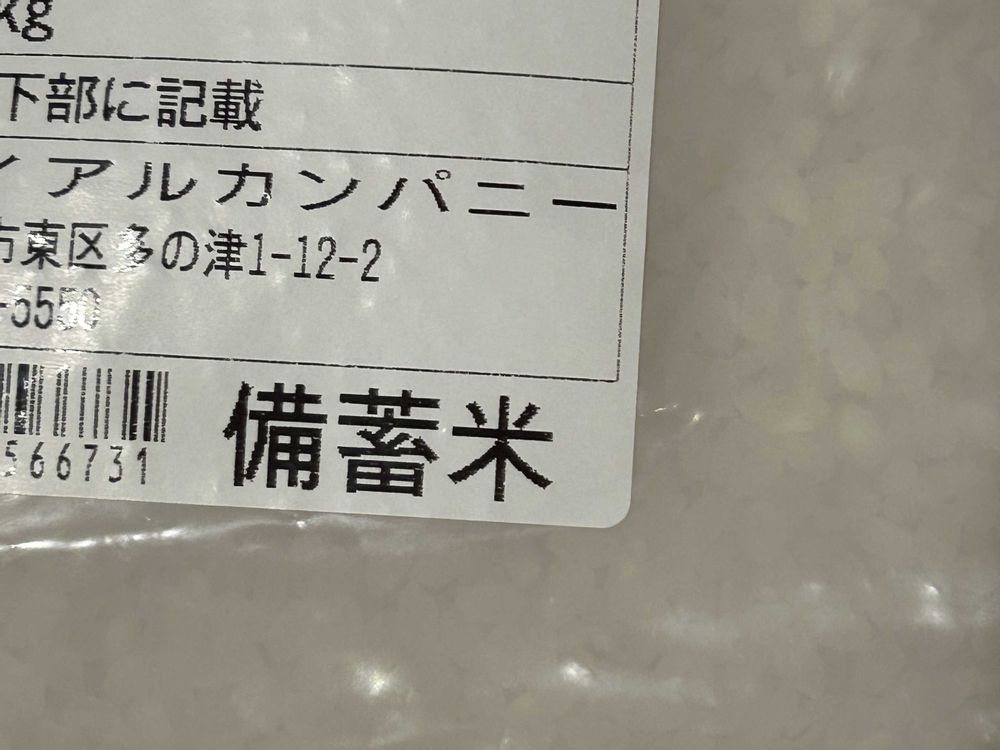 kg
下部に記載
イアルカンパニー
市東区多の津1-12-2
-5550
566731
備蓄米